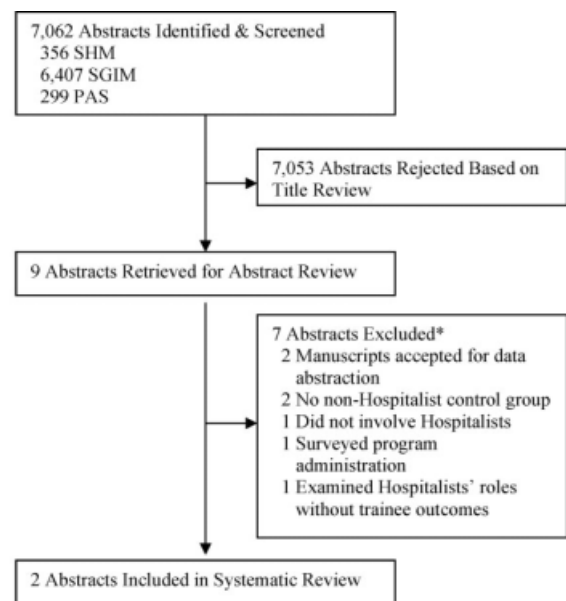 7,062 Abstracts Identified & Screened
356 SHM
6,407 SGIM
299 PAS
7,053 Abstracts Rejected Based on
Title Review
9 Abstracts Retrieved for Abstract Review
7 Abstracts Excluded*
2 Manuscripts accepted for data
abstraction
2 No non-Hospitalist control group
1 Did not involve Hospitalists
1 Surveyed program
administration
1 Examined Hospitalists' roles
without trainee outcomes
2 Abstracts Included in Systematic Review